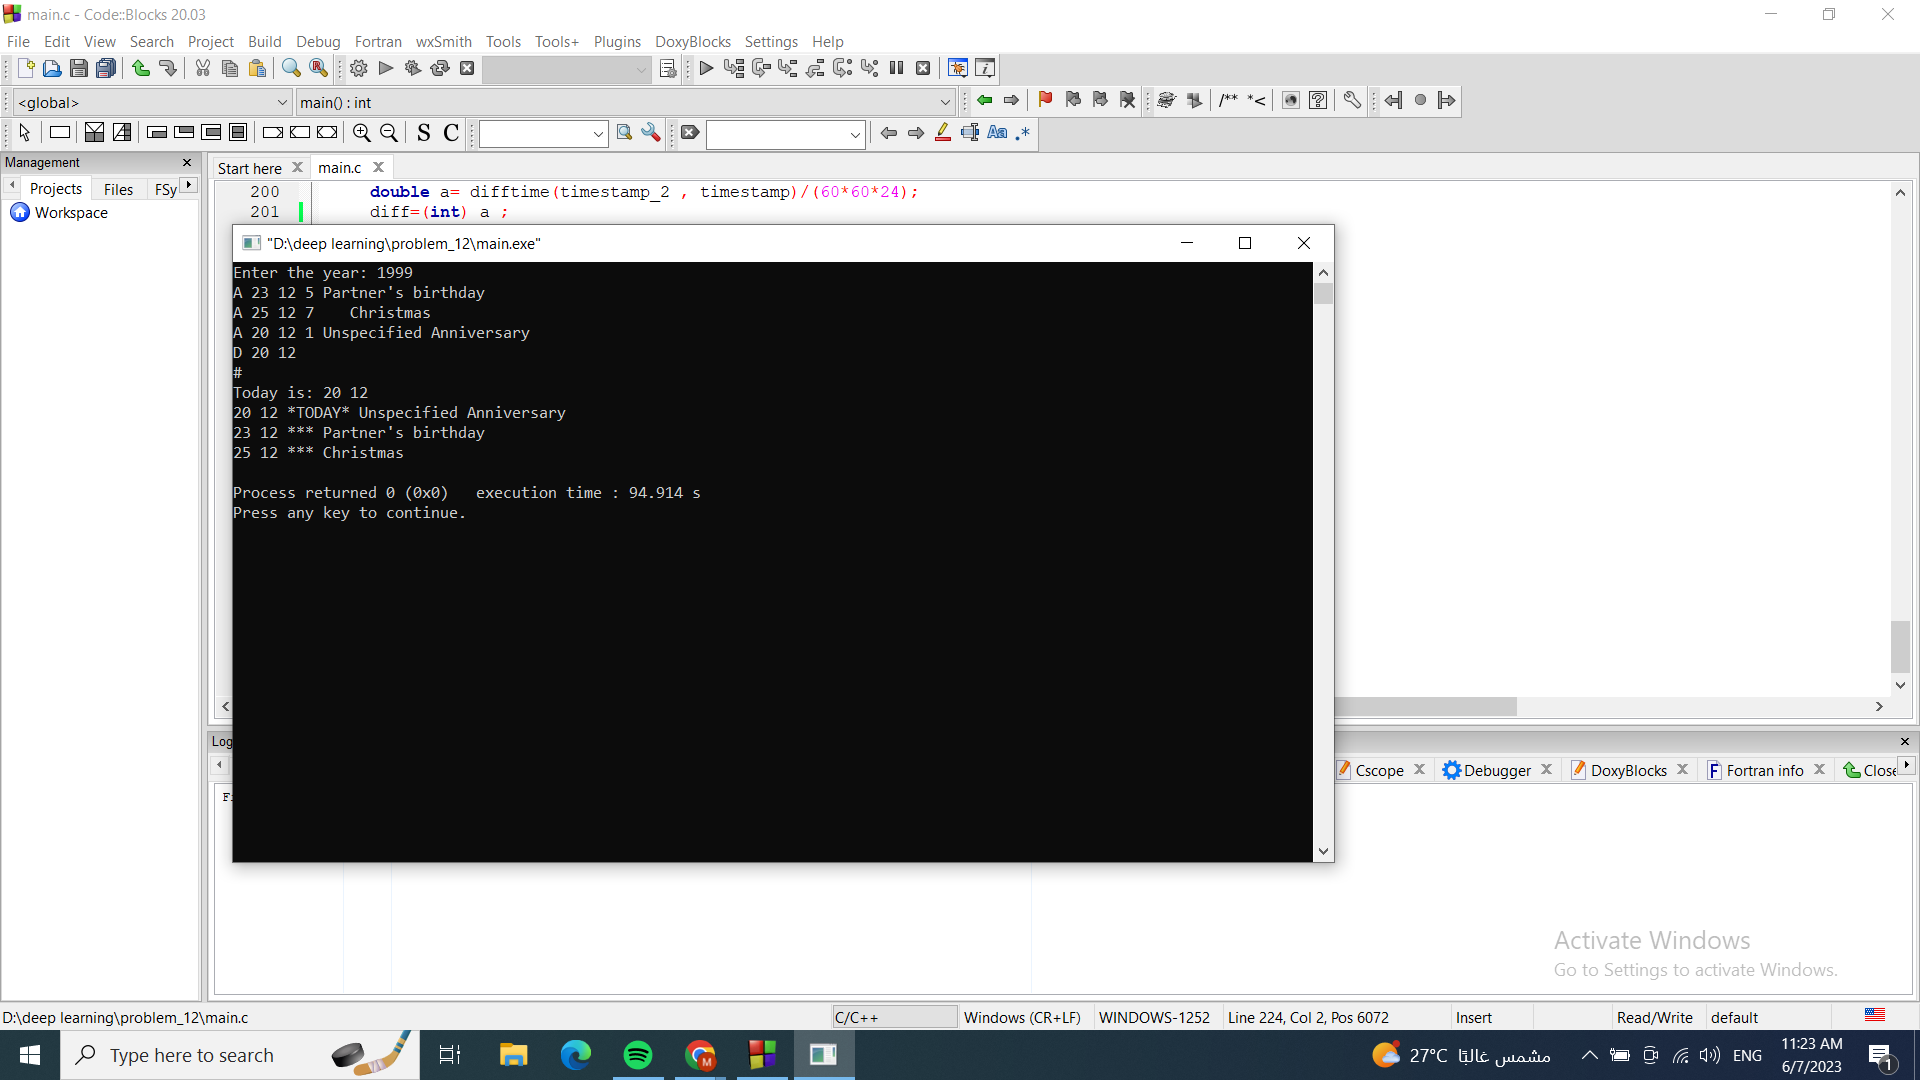 main.c - Code::Blocks 20.03
File Edit View Search Project Build Debug Fortran wxSmith Tools Tools+ Plugins DoxyBlocks Settings Help
<global> main() : int
/** *<
S C
Aa .*
Management
Start here main.c
Projects Files FSy
Workspace
200 double a= difftime(timestamp_2 , timestamp)/(60*60*24);
201 diff=(int) a ;
"D:\deep learning\problem_12\main.exe"
Enter the year: 1999
A 23 12 5 Partner's birthday
A 25 12 7    Christmas
A 20 12 1 Unspecified Anniversary
D 20 12
#
Today is: 20 12
20 12 *TODAY* Unspecified Anniversary
23 12 *** Partner's birthday
25 12 *** Christmas
Process returned 0 (0x0)   execution time : 94.914 s
Press any key to continue.
Log
Cscope Debugger DoxyBlocks Fortran info Close
Activate Windows
Go to Settings to activate Windows.
D:\deep learning\problem_12\main.c C/C++ Windows (CR+LF) WINDOWS-1252 Line 224, Col 2, Pos 6072 Insert Read/Write default
Type here to search
27°C مشمس غالبًا ENG 11:23 AM
6/7/2023
1